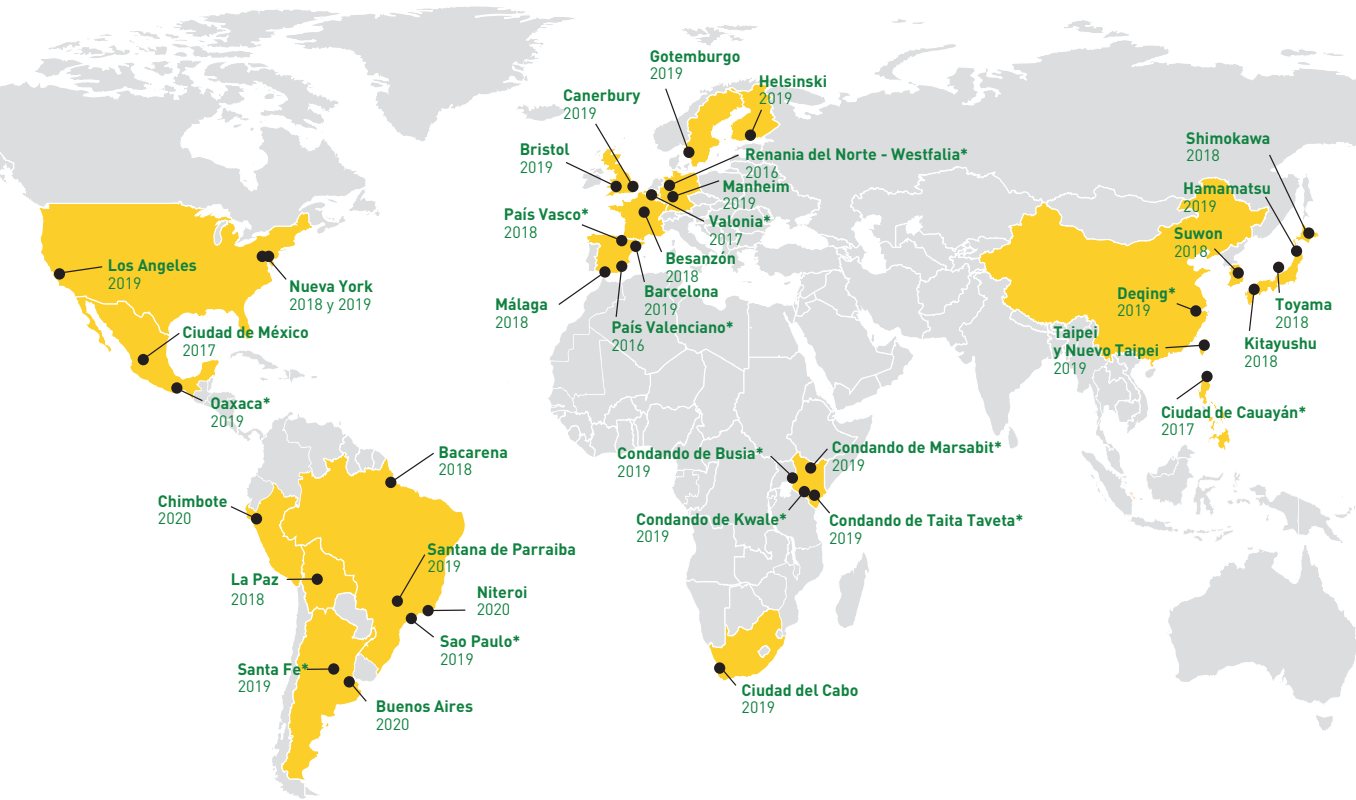 Gotemburgo
2019
Helsinski
2019
Canerbury
2019
Bristol
2019
Renania del Norte - Westfalia*
2016
Manheim
2019
Valonia*
2017
País Vasco*
2018
Besanzón
2018
Barcelona
2019
País Valenciano*
2016
Málaga
2018
Los Angeles
2019
Nueva York
2018 y 2019
Ciudad de México
2017
Oaxaca*
2019
Shimokawa
2018
Hamamatsu
2019
Suwon
2018
Deqing*
2019
Toyama
2018
Kitayushu
2018
Taipei
y Nuevo Taipei
2019
Ciudad de Cauayán*
2017
Bacarena
2018
Chimbote
2020
Santana de Parraiba
2019
La Paz
2018
Niteroi
2020
Sao Paulo*
2019
Santa Fe*
2019
Buenos Aires
2020
Condando de Busia*
2019
Condando de Marsabit*
2019
Condando de Kwale*
2019
Condando de Taita Taveta*
2019
Ciudad del Cabo
2019